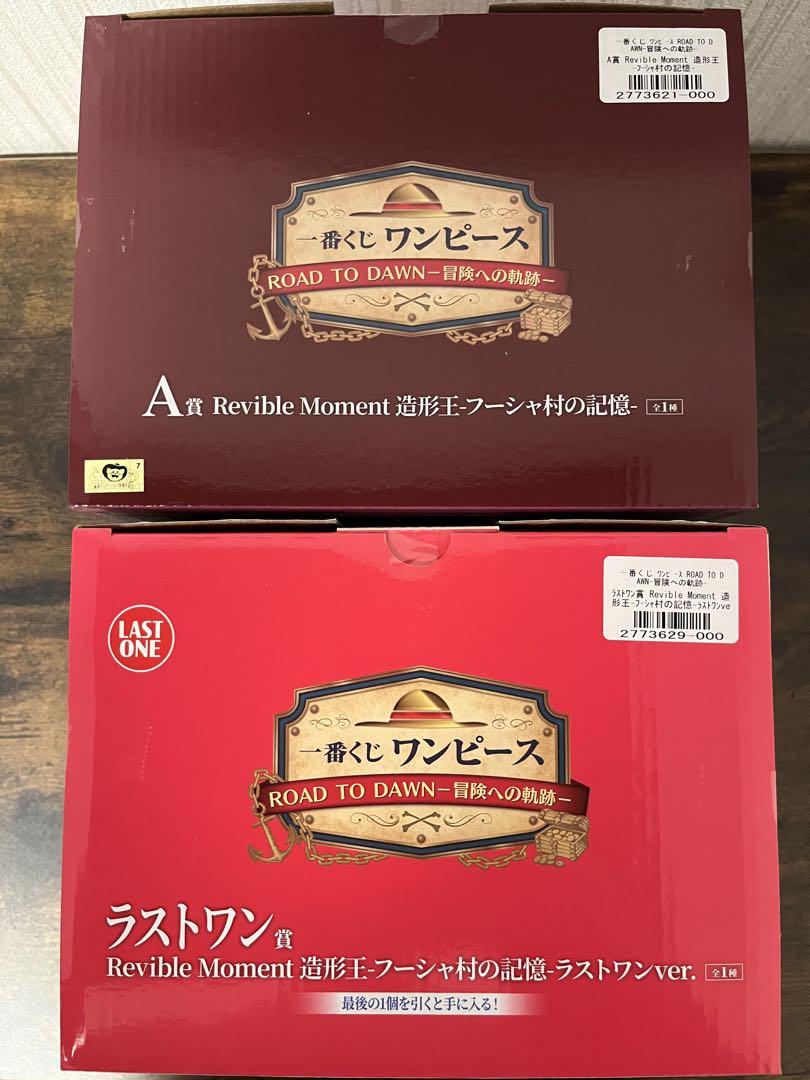 一番くじ ワンピース ROAD TO D
AWN-冒険への軌跡-
A賞 Revible Moment 造形王
-フーシャ村の記憶-
2773621-000
一番くじ ワンピース
ROAD TO DAWN－冒険への軌跡－
A賞 Revible Moment 造形王-フーシャ村の記憶- 全1種
7
一番くじ ワンピース ROAD TO D
AWN-冒険への軌跡-
ラストワン賞 Revible Moment 造
形王-フーシャ村の記憶-ラストワンve
2773629-000
LAST
ONE
一番くじ ワンピース
ROAD TO DAWN－冒険への軌跡－
ラストワン賞
Revible Moment 造形王-フーシャ村の記憶-ラストワンver. 全1種
最後の1個を引くと手に入る!